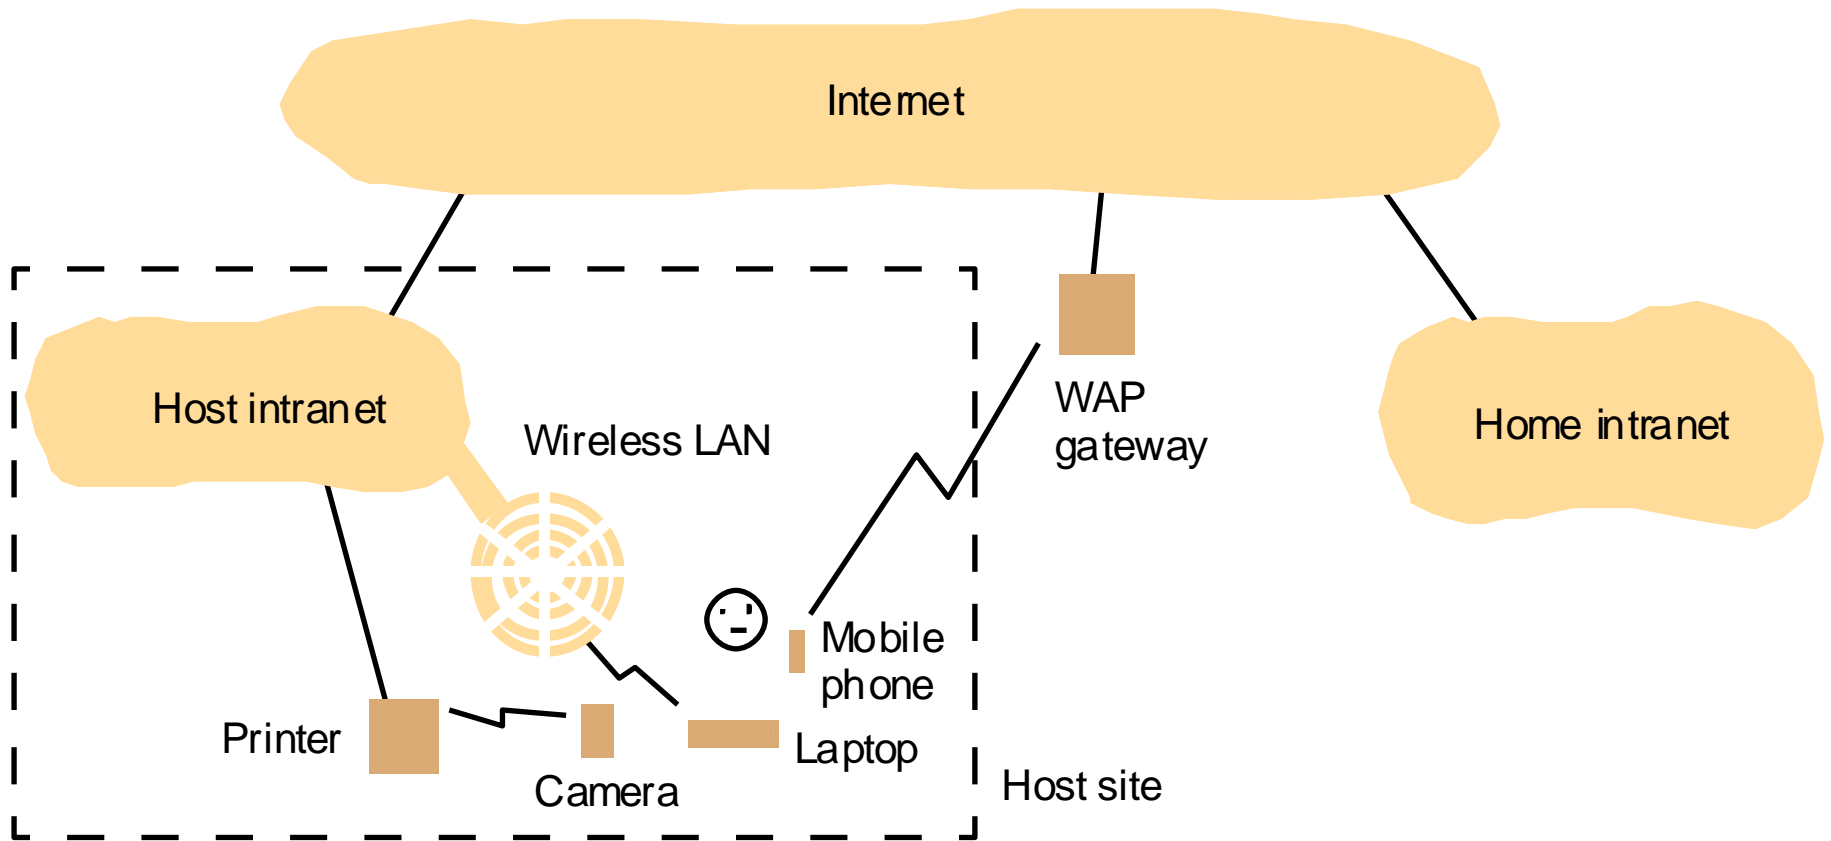 Internet
Host intranet
Wireless LAN
WAP
gateway
Home intranet
Mobile
phone
Printer
Laptop
Camera
Host site